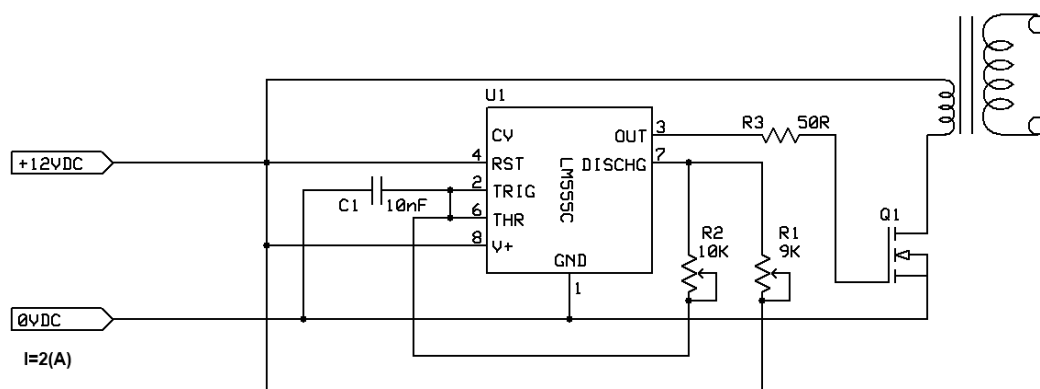 U1
CV
OUT
3
R3
50R
+12VDC
4
RST
DISCHG
7
LM555C
C1
10nF
2
TRIG
6
THR
8
V+
GND
1
R2
10K
R1
9K
Q1
0VDC
I=2(A)